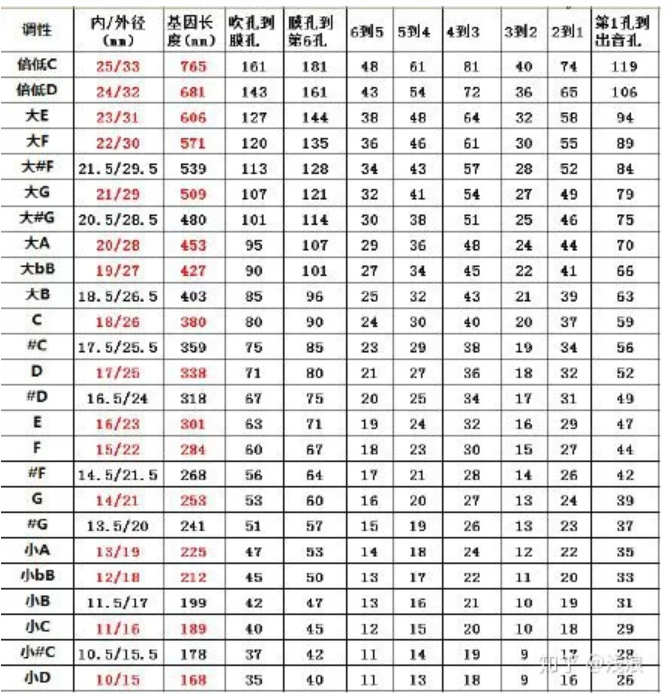 调性 内/外径(mm) 基因长度(mm) 吹孔到膜孔 膜孔到第6孔 6到5 5到4 4到3 3到2 2到1 第1孔到出音孔
倍低C 25/33 765 161 181 48 61 81 40 74 119
倍低D 24/32 681 143 161 43 54 72 36 65 106
大E 23/31 606 127 144 38 48 64 32 58 94
大F 22/30 571 120 135 36 46 61 30 55 89
大#F 21.5/29.5 539 113 128 34 43 57 28 52 84
大G 21/29 509 107 121 32 41 54 27 49 79
大#G 20.5/28.5 480 101 114 30 38 51 25 46 75
大A 20/28 453 95 107 29 36 48 24 44 70
大bB 19/27 427 90 101 27 34 45 22 41 66
大B 18.5/26.5 403 85 96 25 32 43 21 39 63
C 18/26 380 80 90 24 30 40 20 37 59
#C 17.5/25.5 359 75 85 23 29 38 19 34 56
D 17/25 338 71 80 21 27 36 18 32 52
#D 16.5/24 318 67 75 20 25 34 17 31 49
E 16/23 301 63 71 19 24 32 16 29 47
F 15/22 284 60 67 18 23 30 15 27 44
#F 14.5/21.5 268 56 64 17 21 28 14 26 42
G 14/21 253 53 60 16 20 27 13 24 39
#G 13.5/20 241 51 57 15 19 26 13 23 37
小A 13/19 225 47 53 14 18 24 12 22 35
小bB 12/18 212 45 50 13 17 22 11 20 33
小B 11.5/17 199 42 47 13 16 21 10 19 31
小C 11/16 189 40 45 12 15 20 10 18 29
小#C 10.5/15.5 178 37 42 11 14 19 9 17 28
小D 10/15 168 35 40 11 13 18 9 16 26
知乎 @浅浪